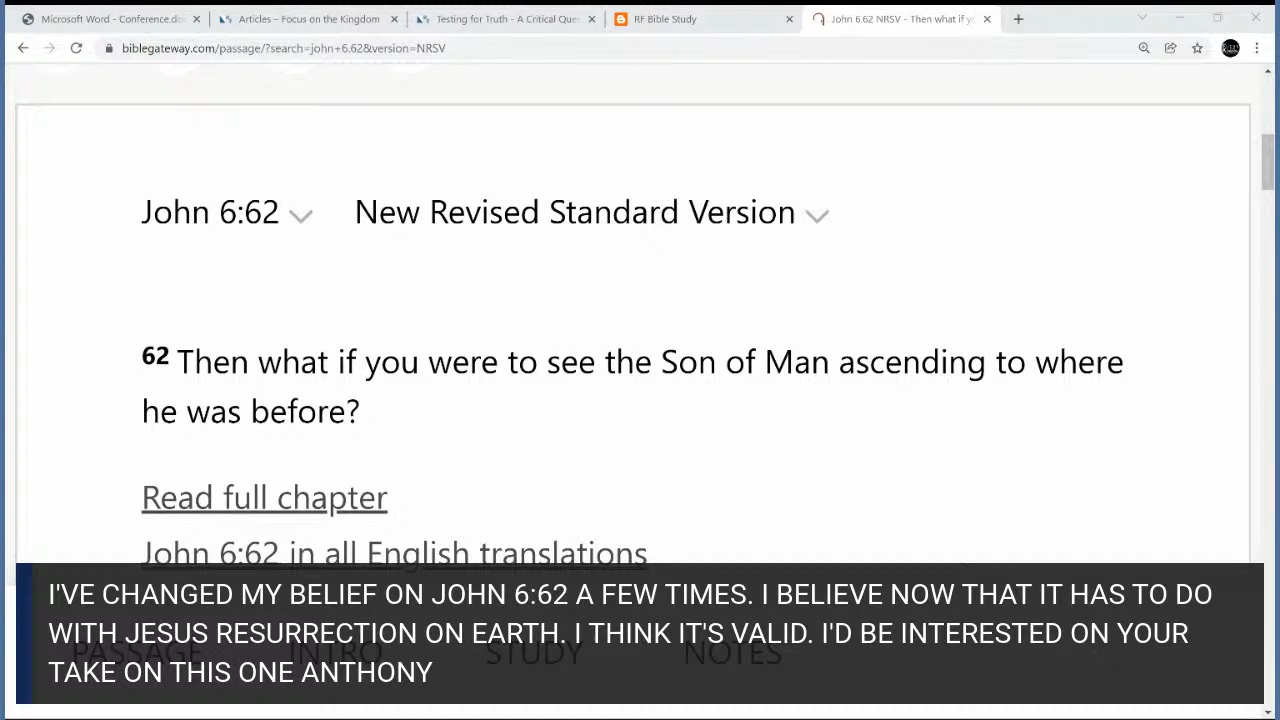 Microsoft Word - Conference.do
Articles – Focus on the Kingdom
Testing for Truth - A Critical Que
RF Bible Study
John 6.62 NRSV - Then what if y
biblegateway.com/passage/?search=john+6.62&version=NRSV
John 6:62 New Revised Standard Version
62 Then what if you were to see the Son of Man ascending to where
he was before?
Read full chapter
John 6:62 in all English translations
PASSAGE INTRO STUDY NOTES
I'VE CHANGED MY BELIEF ON JOHN 6:62 A FEW TIMES. I BELIEVE NOW THAT IT HAS TO DO
WITH JESUS RESURRECTION ON EARTH. I THINK IT'S VALID. I'D BE INTERESTED ON YOUR
TAKE ON THIS ONE ANTHONY